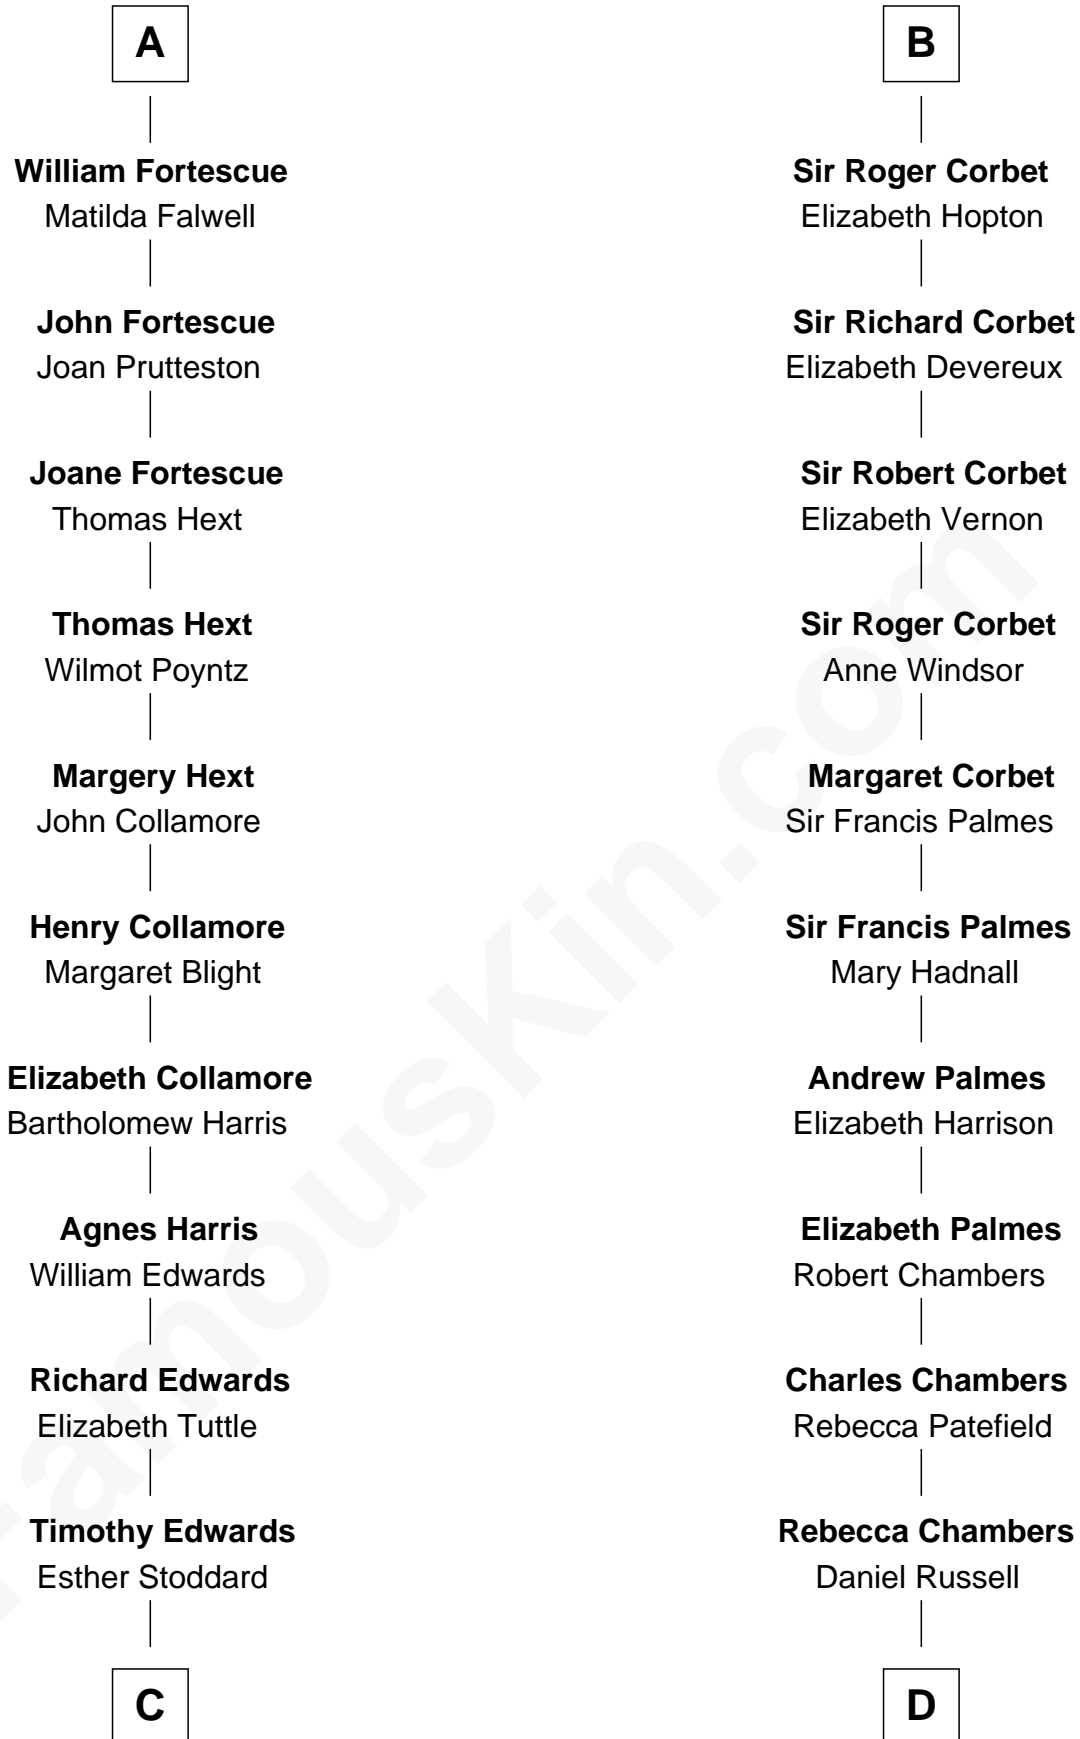 A
William Fortescue
Matilda Falwell
John Fortescue
Joan Prutteston
Joane Fortescue
Thomas Hext
Thomas Hext
Wilmot Poyntz
Margery Hext
John Collamore
Henry Collamore
Margaret Blight
Elizabeth Collamore
Bartholomew Harris
Agnes Harris
William Edwards
Richard Edwards
Elizabeth Tuttle
Timothy Edwards
Esther Stoddard
C
B
Sir Roger Corbet
Elizabeth Hopton
Sir Richard Corbet
Elizabeth Devereux
Sir Robert Corbet
Elizabeth Vernon
Sir Roger Corbet
Anne Windsor
Margaret Corbet
Sir Francis Palmes
Sir Francis Palmes
Mary Hadnall
Andrew Palmes
Elizabeth Harrison
Elizabeth Palmes
Robert Chambers
Charles Chambers
Rebecca Patefield
Rebecca Chambers
Daniel Russell
D
FamousKin.com